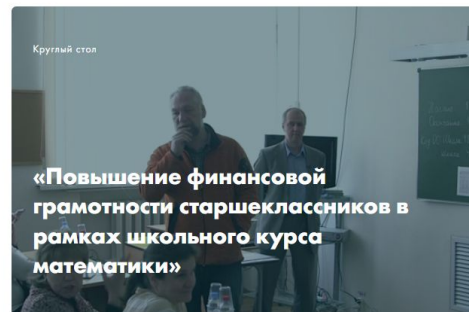 Круглый стол
«Повышение финансовой
грамотности старшеклассников в
рамках школьного курса
математики»